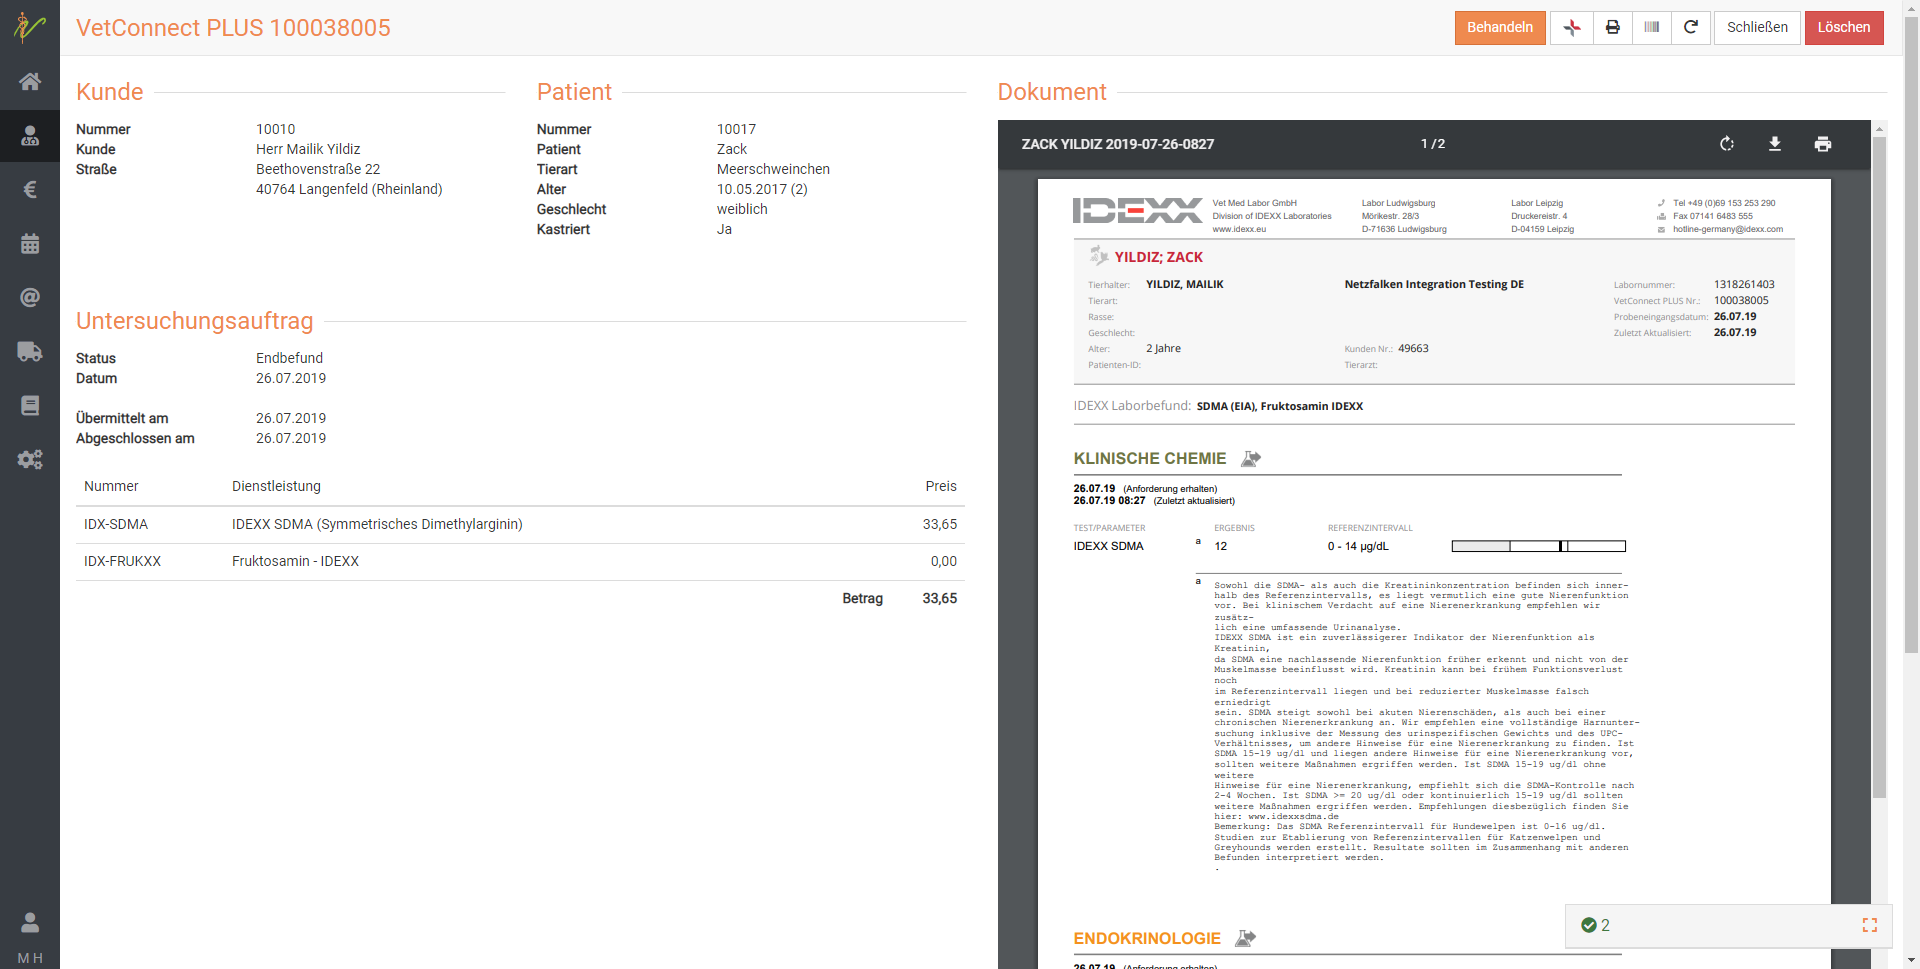 VetConnect PLUS 100038005
Behandeln
Schließen
Löschen
Kunde
Nummer 10010
Kunde Herr Mailik Yildiz
Straße Beethovenstraße 22
40764 Langenfeld (Rheinland)
Patient
Nummer 10017
Patient Zack
Tierart Meerschweinchen
Alter 10.05.2017 (2)
Geschlecht weiblich
Kastriert Ja
Untersuchungsauftrag
Status Endbefund
Datum 26.07.2019
Übermittelt am 26.07.2019
Abgeschlossen am 26.07.2019
Nummer Dienstleistung Preis
IDX-SDMA IDEXX SDMA (Symmetrisches Dimethylarginin) 33,65
IDX-FRUKXX Fruktosamin - IDEXX 0,00
Betrag 33,65
M H
Dokument
ZACK YILDIZ 2019-07-26-0827 1 / 2
IDEXX
Vet Med Labor GmbH Labor Ludwigsburg Labor Leipzig Tel +49 (0)69 153 253 290
Division of IDEXX Laboratories Mörikestr. 28/3 Druckereistr. 4 Fax 07141 6483 555
www.idexx.eu D-71636 Ludwigsburg D-04159 Leipzig hotline-germany@idexx.com
YILDIZ; ZACK
Tierhalter: YILDIZ, MAILIK Netzfalken Integration Testing DE Labornummer: 1318261403
Tierart: VetConnect PLUS Nr.: 100038005
Rasse: Probeneingangsdatum: 26.07.19
Geschlecht: Zuletzt Aktualisiert: 26.07.19
Alter: 2 Jahre Kunden Nr.: 49663
Patienten-ID: Tierarzt:
IDEXX Laborbefund: SDMA (EIA), Fruktosamin IDEXX
KLINISCHE CHEMIE
26.07.19 (Anforderung erhalten)
26.07.19 08:27 (Zuletzt aktualisiert)
TEST/PARAMETER ERGEBNIS REFERENZINTERVALL
IDEXX SDMA a 12 0 - 14 µg/dL
a Sowohl die SDMA- als auch die Kreatininkonzentration befinden sich inner-
halb des Referenzintervalls, es liegt vermutlich eine gute Nierenfunktion
vor. Bei klinischem Verdacht auf eine Nierenerkrankung empfehlen wir
zusätz-
lich eine umfassende Urinanalyse.
IDEXX SDMA ist ein zuverlässigerer Indikator der Nierenfunktion als
Kreatinin,
da SDMA eine nachlassende Nierenfunktion früher erkennt und nicht von der
Muskelmasse beeinflusst wird. Kreatinin kann bei frühem Funktionsverlust
noch
im Referenzintervall liegen und bei reduzierter Muskelmasse falsch
erniedrigt
sein. SDMA steigt sowohl bei akuten Nierenschäden, als auch bei einer
chronischen Nierenerkrankung an. Wir empfehlen eine vollständige Harnunter-
suchung inklusive der Messung des urinspezifischen Gewichts und des UPC-
Verhältnisses, um andere Hinweise für eine Nierenerkrankung zu finden. Ist
SDMA 15-19 ug/dl und liegen andere Hinweise für eine Nierenerkrankung vor,
sollten weitere Maßnahmen ergriffen werden. Ist SDMA 15-19 ug/dl ohne
weitere
Hinweise für eine Nierenerkrankung, empfiehlt sich die SDMA-Kontrolle nach
2-4 Wochen. Ist SDMA >= 20 ug/dl oder kontinuierlich 15-19 ug/dl sollten
weitere Maßnahmen ergriffen werden. Empfehlungen diesbezüglich finden Sie
hier: www.idexxsdma.de
Bemerkung: Das SDMA Referenzintervall für Hundewelpen ist 0-16 ug/dl.
Studien zur Etablierung von Referenzintervallen für Katzenwelpen und
Greyhounds werden erstellt. Resultate sollten im Zusammenhang mit anderen
Befunden interpretiert werden.
.
ENDOKRINOLOGIE
26.07.19 (Anforderung erhalten)
2